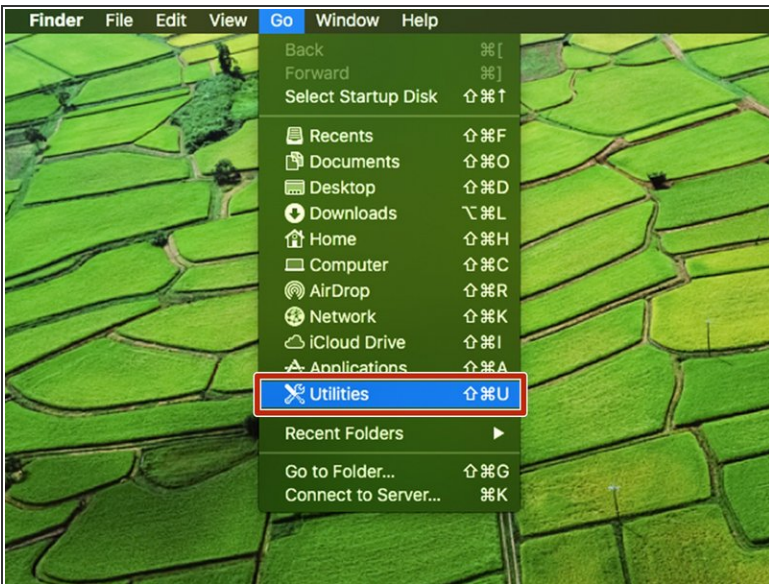 Finder File Edit View Go Window Help
Back ⌘[
Forward ⌘]
Select Startup Disk ⇧⌘↑
Recents ⇧⌘F
Documents ⇧⌘O
Desktop ⇧⌘D
Downloads ⌥⌘L
Home ⇧⌘H
Computer ⇧⌘C
AirDrop ⇧⌘R
Network ⇧⌘K
iCloud Drive ⇧⌘I
Applications ⇧⌘A
Utilities ⇧⌘U
Recent Folders ▶
Go to Folder... ⇧⌘G
Connect to Server... ⌘K